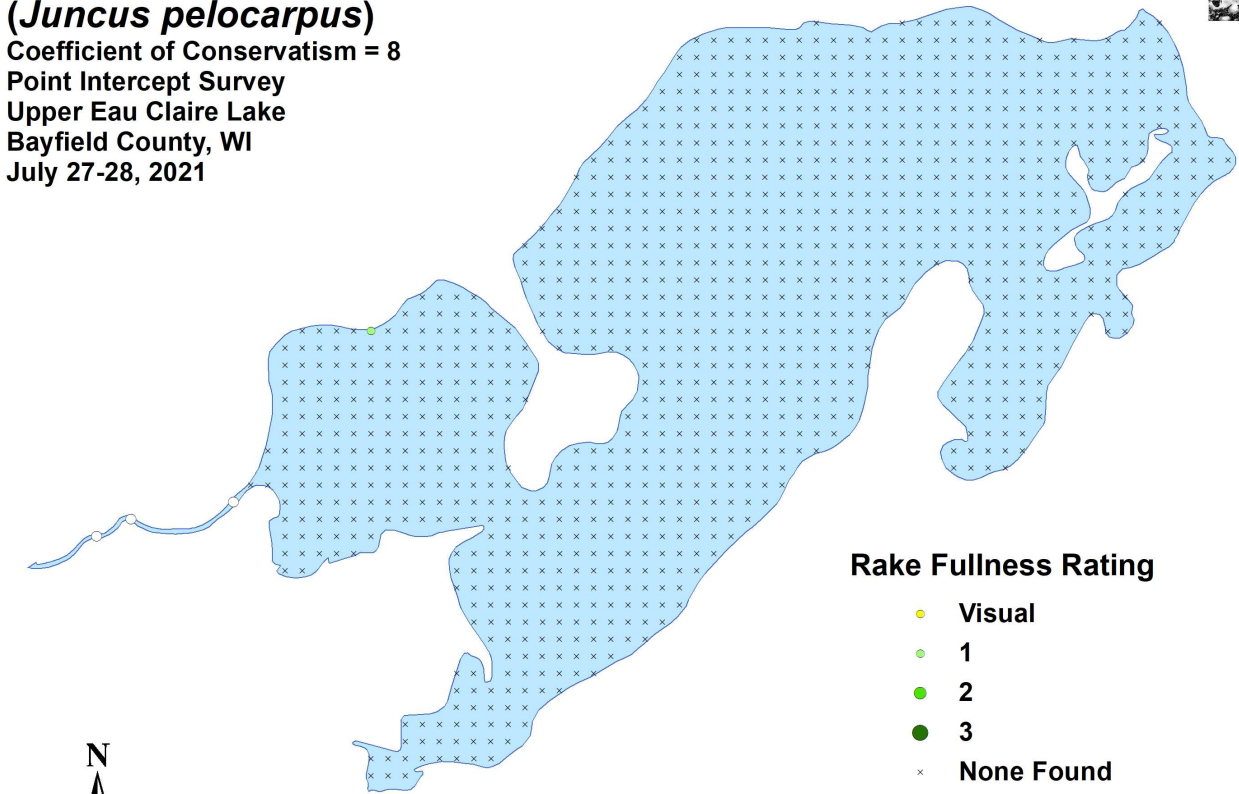 (Juncus pelocarpus)
Coefficient of Conservatism = 8
Point Intercept Survey
Upper Eau Claire Lake
Bayfield County, WI
July 27-28, 2021
Rake Fullness Rating
Visual
1
2
3
None Found
N